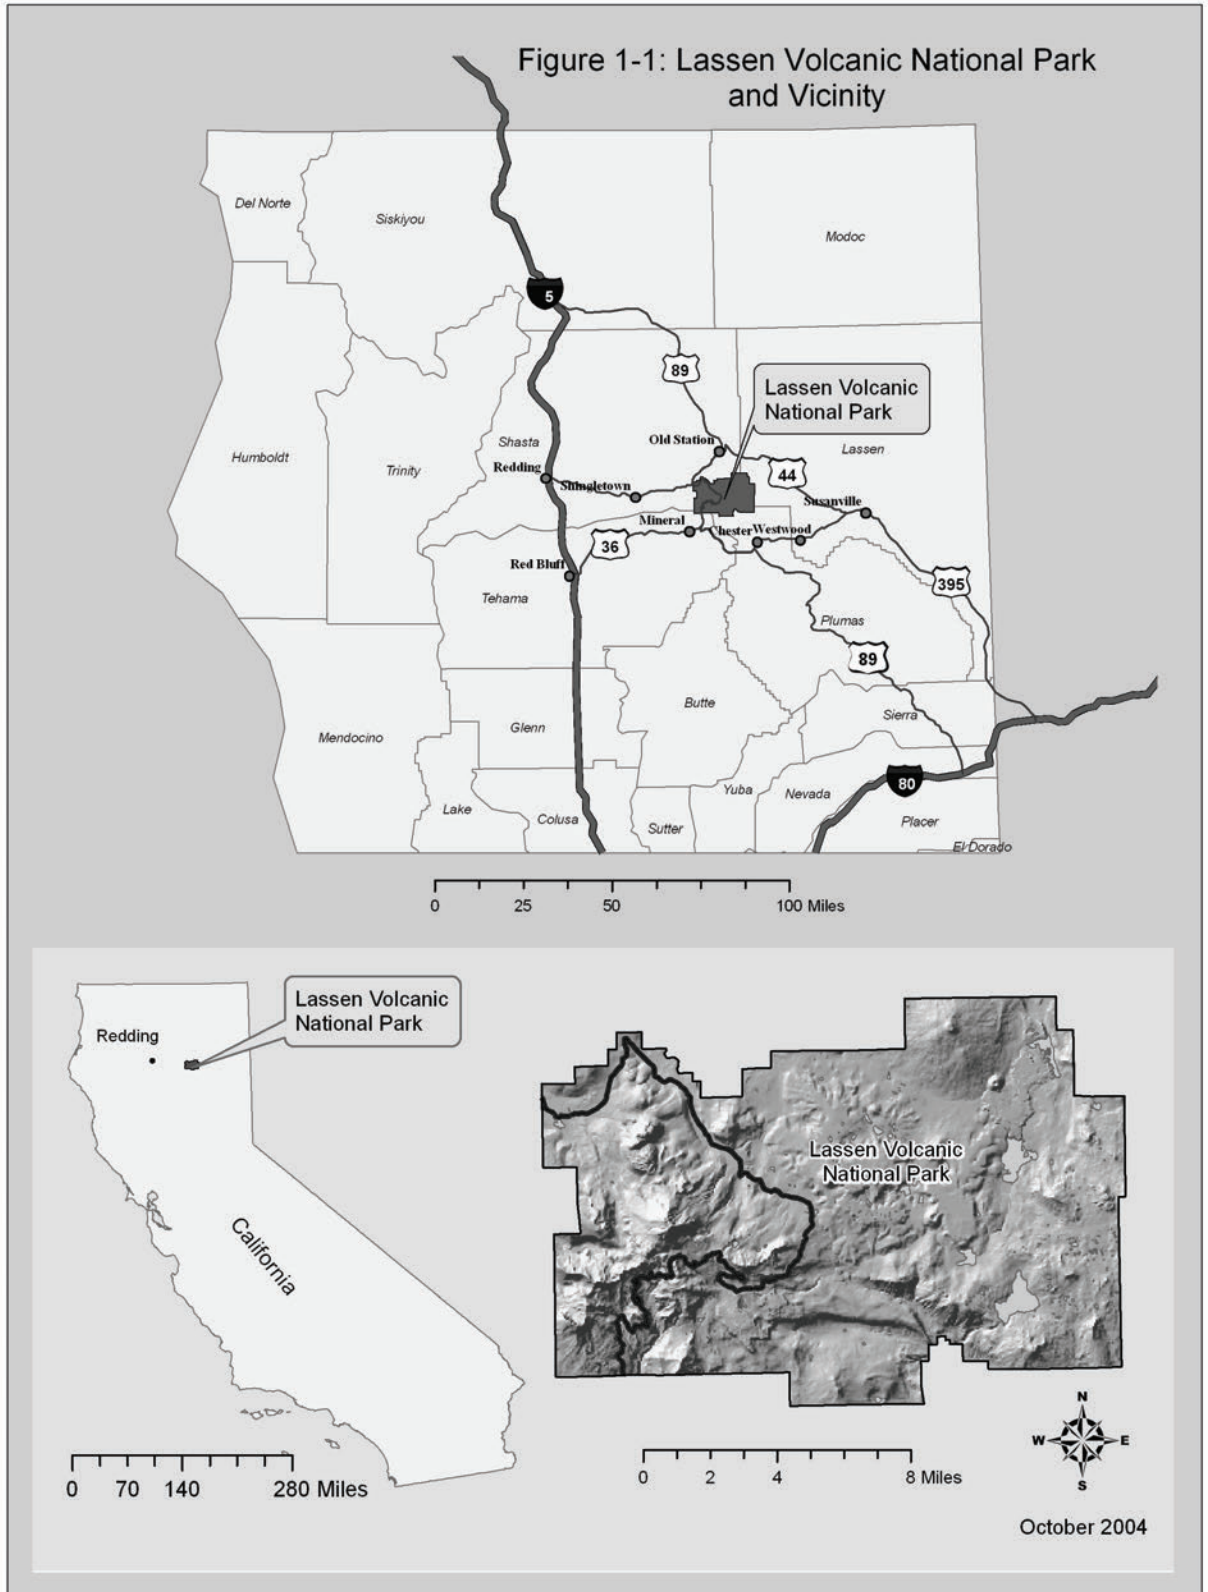 Figure 1-1: Lassen Volcanic National Park
and Vicinity
Del Norte
Siskiyou
Modoc
5
89
Lassen Volcanic
National Park
Old Station
Shasta
Lassen
Humboldt
Trinity
Redding
44
Shingletown
Susanville
Mineral
Chester
Westwood
36
Red Bluff
395
Tehama
Plumas
89
Butte
Sierra
Glenn
Mendocino
80
Yuba
Nevada
Lake
Colusa
Sutter
Placer
El Dorado
0 25 50 100 Miles
Lassen Volcanic
National Park
Redding
Lassen Volcanic
National Park
California
N
W E
S
0 70 140 280 Miles
0 2 4 8 Miles
October 2004